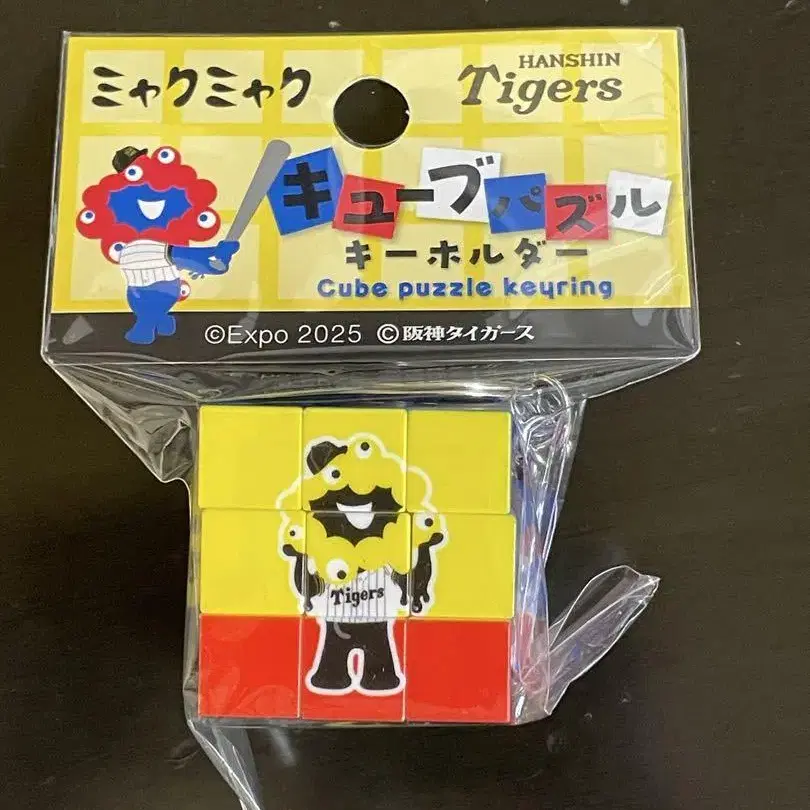 ミャクミャク
HANSHIN
Tigers
キューブパズル
キーホルダー
Cube puzzle keyring
©Expo 2025 ©阪神タイガース
Tigers